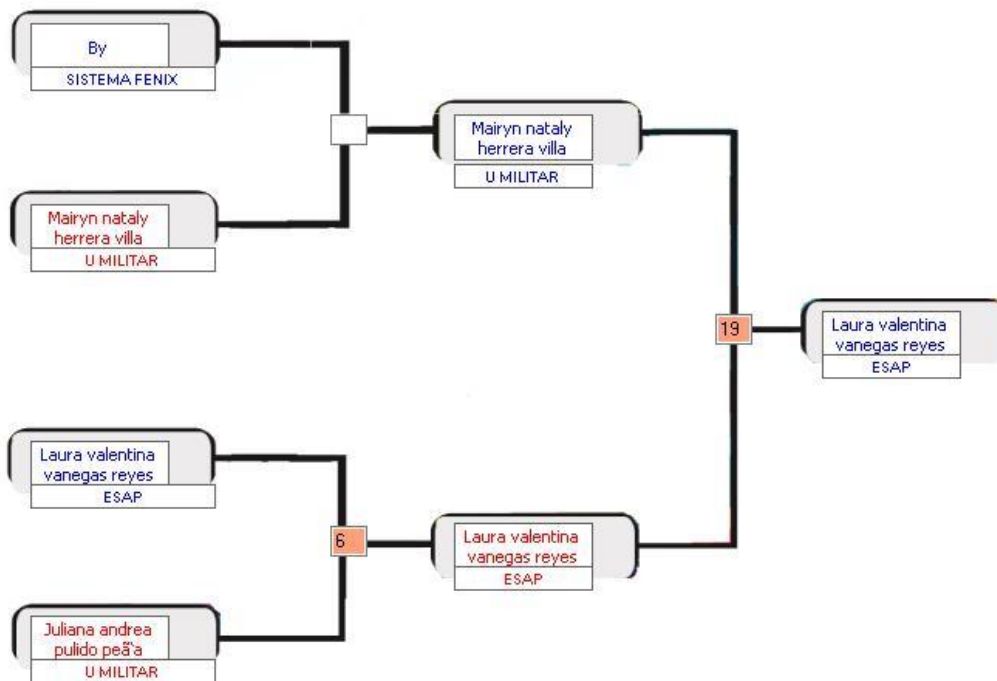 By
SISTEMA FENIX
Mairyn nataly
herrera villa
U MILITAR
Mairyn nataly
herrera villa
U MILITAR
19
Laura valentina
vanegas reyes
ESAP
Laura valentina
vanegas reyes
ESAP
6
Laura valentina
vanegas reyes
ESAP
Juliana andrea
pulido peã`a
U MILITAR